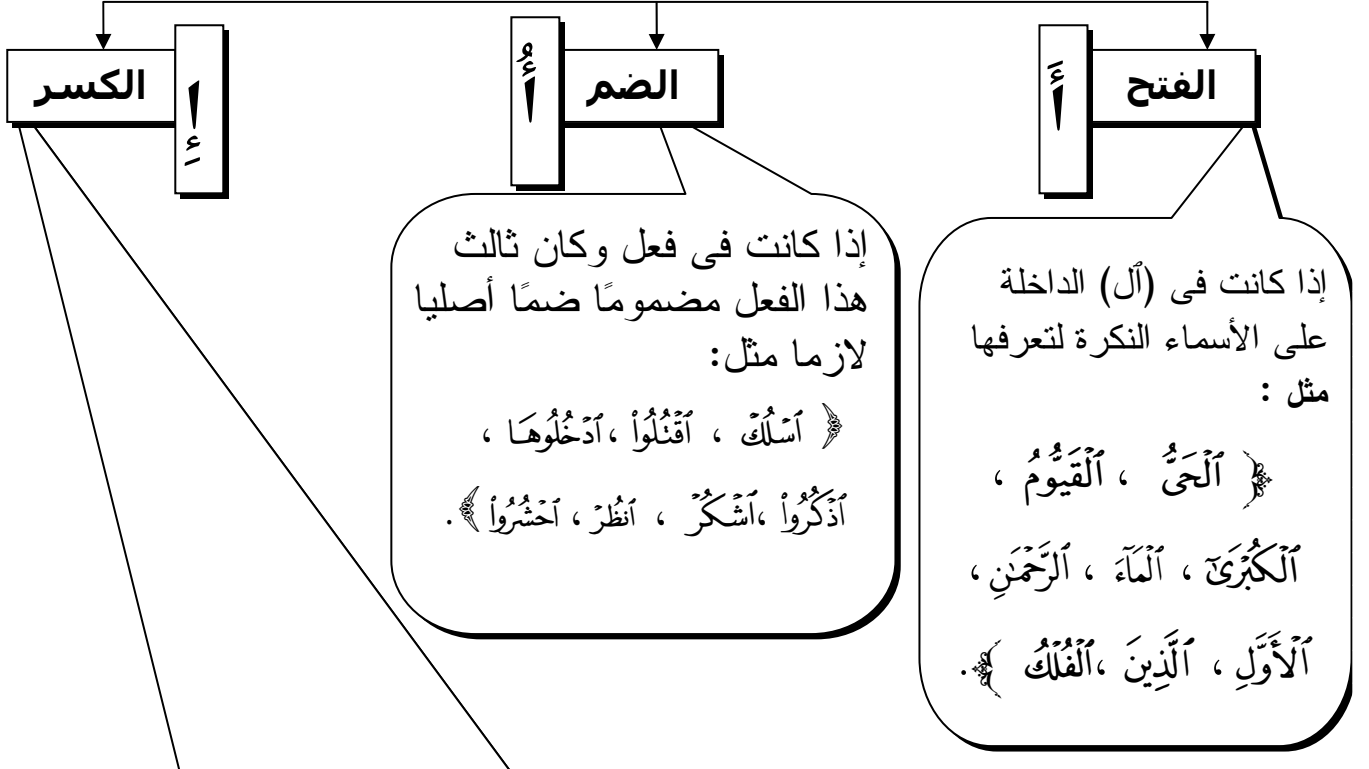 الفتح
أَ
الضم
أُ
الكسر
إِ
إذا كانت فى (ٱل) الداخلة
على الأسماء النكرة لتعرفها
مثل :
﴿ ٱلْحَىُّ ، ٱلْقَيُّومُ ،
ٱلْكُبْرَىٰٓ ، ٱلْمَآءَ ، ٱلرَّحْمَـٰنِ ،
ٱلْأَوَّلِ ، ٱلَّذِينَ ،ٱلْفُلْكُ ﴾.
إذا كانت فى فعل وكان ثالث
هذا الفعل مضمومًا ضمًا أصليا
لازما مثل:
﴿ ٱسْلُكْ ، ٱقْتُلُوا۟ ،ٱدْخُلُوهَا ،
ٱذْكُرُوا۟ ،ٱشْكُرْ ، ٱنظُرْ ، ٱحْشُرُوا۟ ﴾.